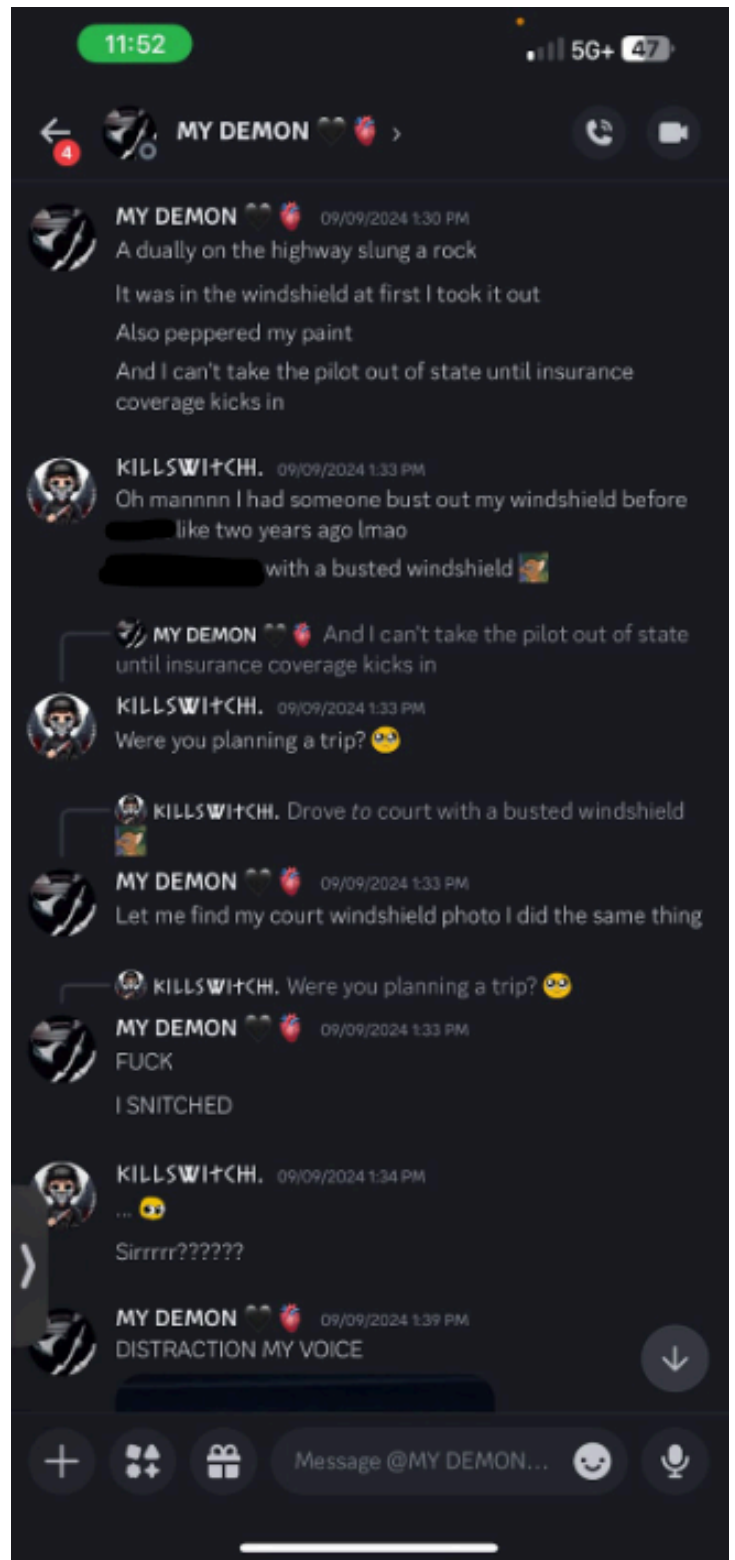 11:52
5G+ 47
4
MY DEMON 🖤 🫀 >
MY DEMON 🖤 🫀 09/09/2024 1:30 PM
A dually on the highway slung a rock
It was in the windshield at first I took it out
Also peppered my paint
And I can't take the pilot out of state until insurance
coverage kicks in
KILLSWITCH. 09/09/2024 1:33 PM
Oh mannnn I had someone bust out my windshield before
like two years ago lmao
with a busted windshield
MY DEMON 🖤 🫀 And I can't take the pilot out of state
until insurance coverage kicks in
KILLSWITCH. 09/09/2024 1:33 PM
Were you planning a trip? 🥺
KILLSWITCH. Drove to court with a busted windshield
MY DEMON 🖤 🫀 09/09/2024 1:33 PM
Let me find my court windshield photo I did the same thing
KILLSWITCH. Were you planning a trip? 🥺
MY DEMON 🖤 🫀 09/09/2024 1:33 PM
FUCK
I SNITCHED
KILLSWITCH. 09/09/2024 1:34 PM
...
Sirrrrr??????
MY DEMON 🖤 🫀 09/09/2024 1:39 PM
DISTRACTION MY VOICE
Message @MY DEMON...